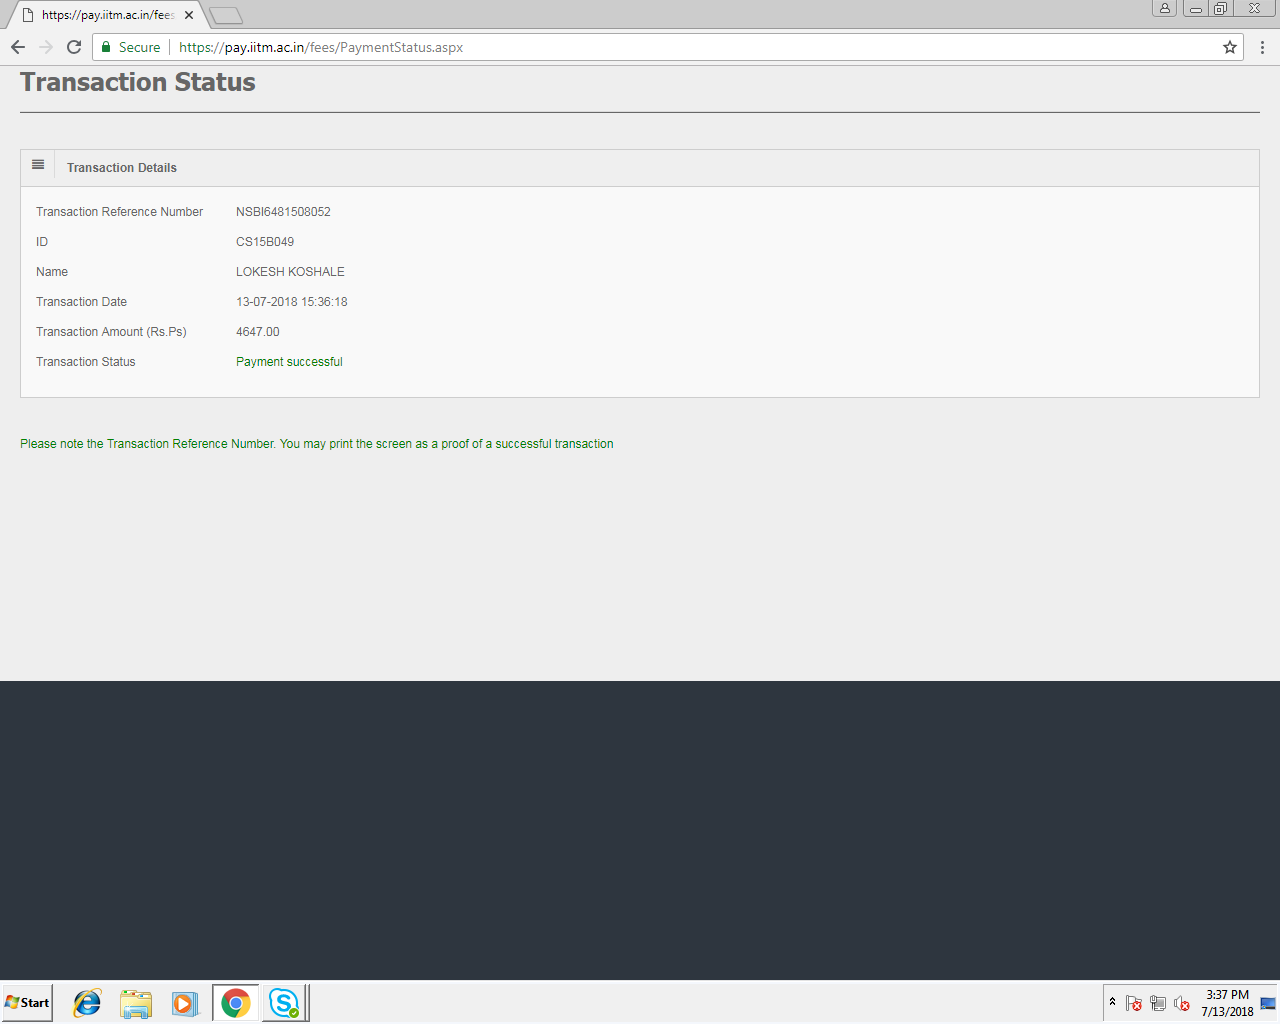 https://pay.iitm.ac.in/fees
Secure https://pay.iitm.ac.in/fees/PaymentStatus.aspx
Transaction Status
Transaction Details
Transaction Reference Number NSBI6481508052
ID CS15B049
Name LOKESH KOSHALE
Transaction Date 13-07-2018 15:36:18
Transaction Amount (Rs.Ps) 4647.00
Transaction Status Payment successful
Please note the Transaction Reference Number. You may print the screen as a proof of a successful transaction
Start
3:37 PM
7/13/2018